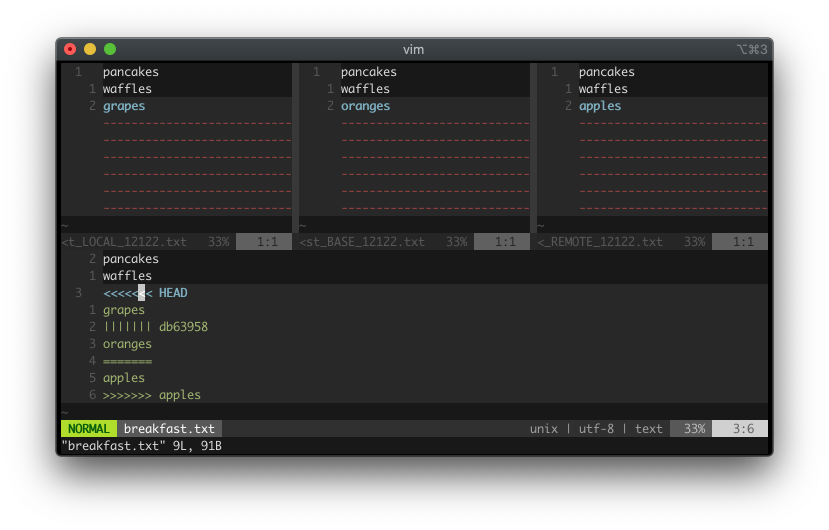 vim
⌥⌘3
1 pancakes
1 waffles
2 grapes
~
<t_LOCAL_12122.txt 33% 1:1
1 pancakes
1 waffles
2 oranges
~
<st_BASE_12122.txt 33% 1:1
1 pancakes
1 waffles
2 apples
~
<_REMOTE_12122.txt 33% 1:1
2 pancakes
1 waffles
3 <<<<<<< HEAD
1 grapes
2 ||||||| db63958
3 oranges
4 =======
5 apples
6 >>>>>>> apples
~
NORMAL breakfast.txt unix | utf-8 | text 33% 3:6
"breakfast.txt" 9L, 91B